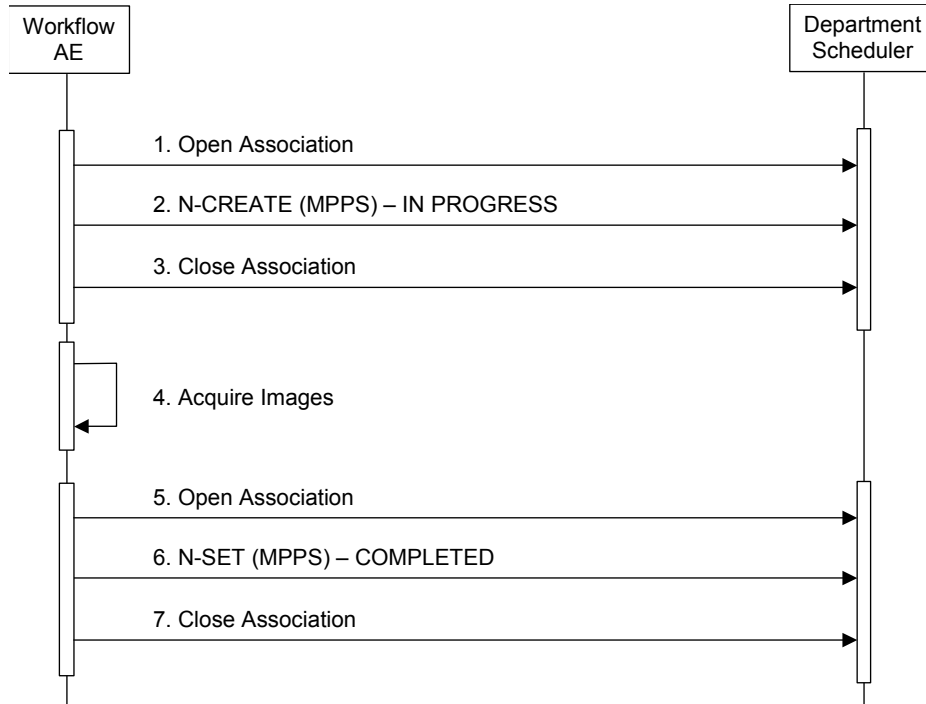 Workflow
AE
Department
Scheduler
1. Open Association
2. N-CREATE (MPPS) – IN PROGRESS
3. Close Association
4. Acquire Images
5. Open Association
6. N-SET (MPPS) – COMPLETED
7. Close Association